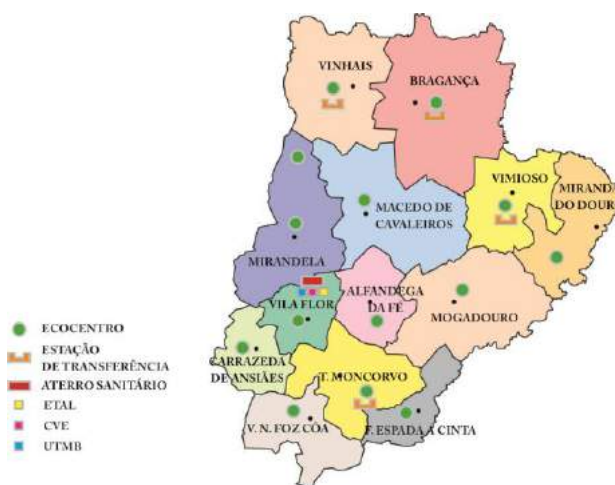 VINHAIS
BRAGANÇA
VIMIOSO
MIRANDA
DO DOUR
MACEDO DE
CAVALEIROS
MIRANDELA
VILA FLOR
ALFANDEGA
DA FÉ
MOGADOURO
CARRAZEDA
DE ANSIÃES
T. MONCORVO
V. N. FOZ CÔA
F. ESPADA A CINTA
ECOCENTRO
ESTAÇÃO
DE TRANSFERÊNCIA
ATERRO SANITÁRIO
ETAL
CVE
UTMB